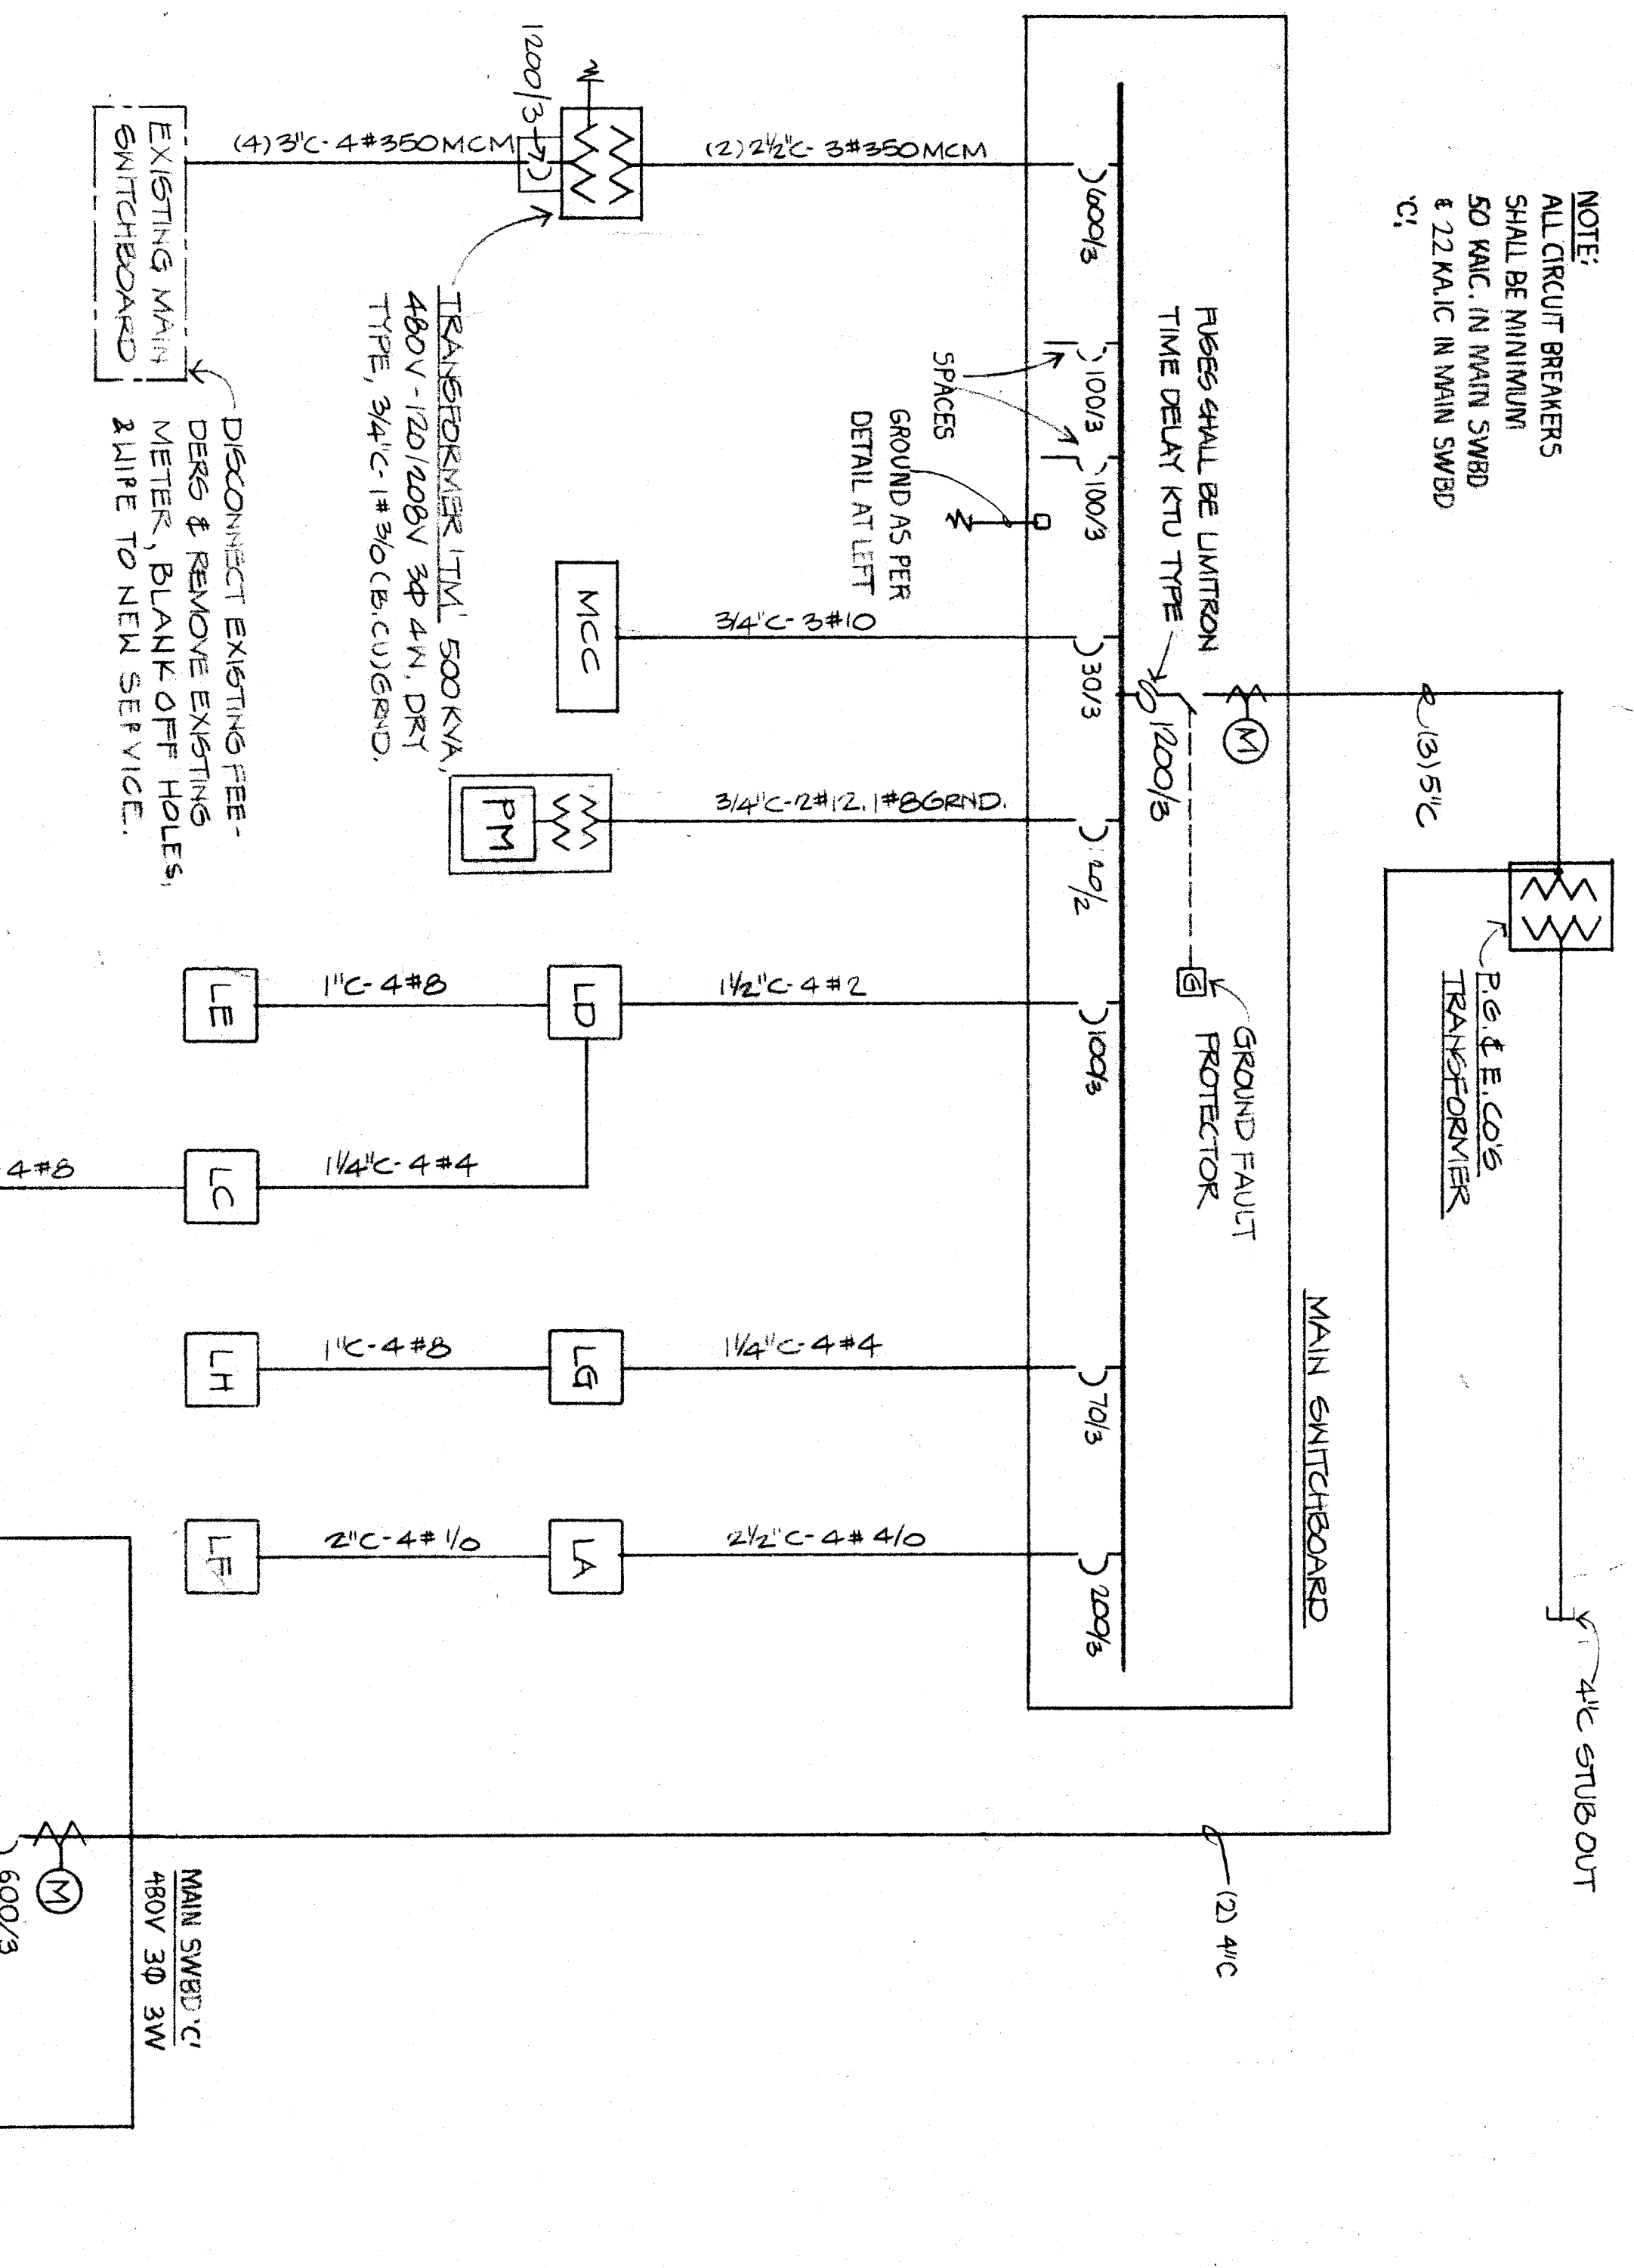 NOTE:
ALL CIRCUIT BREAKERS
SHALL BE MINIMUM
50 KAIC. IN MAIN SWBD
& 22 KA.IC IN MAIN SWBD
'C'.
4"C STUB OUT
P.G. & E. CO'S
TRANSFORMER
(3) 5"C
(2) 4"C
MAIN SWITCHBOARD
FUSES SHALL BE LIMITRON
TIME DELAY KTU TYPE
M
1200/3
G
GROUND FAULT
PROTECTOR
600/3
100/3
100/3
30/3
20/2
100/3
70/3
200/3
SPACES
GROUND AS PER
DETAIL AT LEFT
(2) 2½"C- 3#350MCM
3/4"C-3#10
3/4"C-2#12,1#8GRND.
1½"C-4#2
1¼"C-4#4
2½"C-4# 4/0
1200/3
MCC
PM
LD
LG
LA
TRANSFORMER 'TM' 500KVA,
480V-120/208V 3Φ 4W, DRY
TYPE, 3/4"C-1#3/0(B.CU)GRND.
(4) 3"C-4#350MCM
1"C-4#8
1¼"C-4#4
1"C-4#8
2"C-4#1/0
EXISTING MAIN
SWITCHBOARD
LE
LC
LH
LF
DISCONNECT EXISTING FEE-
DERS & REMOVE EXISTING
METER, BLANK OFF HOLES,
& WIRE TO NEW SERVICE.
4#8
MAIN SWBD 'C'
480V 3Φ 3W
M
600/3